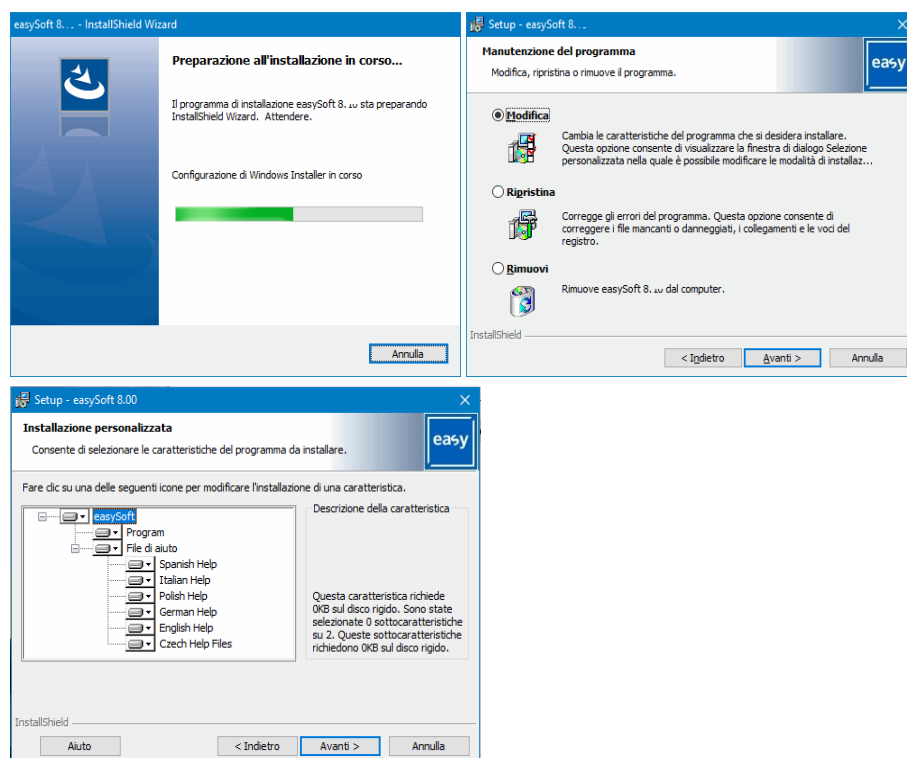 easySoft 8... - InstallShield Wizard
Preparazione all'installazione in corso...
Il programma di installazione easySoft 8.10 sta preparando
InstallShield Wizard. Attendere.
Configurazione di Windows Installer in corso
Annulla
Setup - easySoft 8...
Manutenzione del programma
Modifica, ripristina o rimuove il programma.
easy
Modifica
Cambia le caratteristiche del programma che si desidera installare.
Questa opzione consente di visualizzare la finestra di dialogo Selezione
personalizzata nella quale è possibile modificare le modalità di installaz...
Ripristina
Corregge gli errori del programma. Questa opzione consente di
correggere i file mancanti o danneggiati, i collegamenti e le voci del
registro.
Rimuovi
Rimuove easySoft 8.10 dal computer.
InstallShield
< Indietro
Avanti >
Annulla
Setup - easySoft 8.00
Installazione personalizzata
Consente di selezionare le caratteristiche del programma da installare.
easy
Fare clic su una delle seguenti icone per modificare l'installazione di una caratteristica.
easySoft
Program
File di aiuto
Spanish Help
Italian Help
Polish Help
German Help
English Help
Czech Help Files
Descrizione della caratteristica
Questa caratteristica richiede
0KB sul disco rigido. Sono state
selezionate 0 sottocaratteristiche
su 2. Queste sottocaratteristiche
richiedono 0KB sul disco rigido.
InstallShield
Aiuto
< Indietro
Avanti >
Annulla